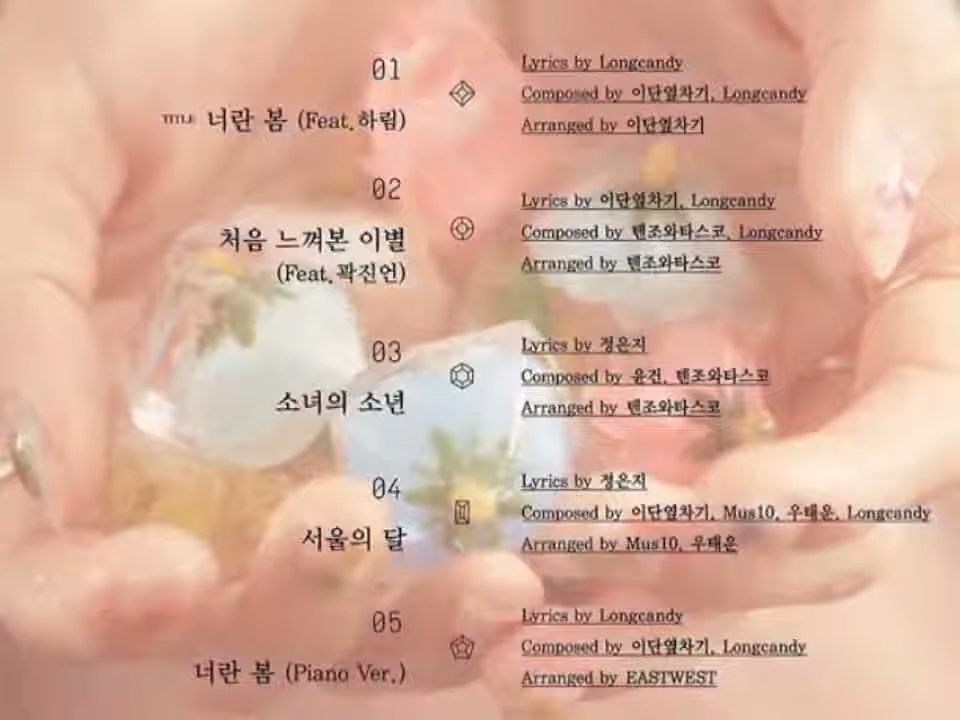 01
TITLE 너란 봄 (Feat.하림)
Lyrics by Longcandy
Composed by 이단옆차기, Longcandy
Arranged by 이단옆차기
02
처음 느껴본 이별
(Feat.곽진언)
Lyrics by 이단옆차기, Longcandy
Composed by 텐조와타스코, Longcandy
Arranged by 텐조와타스코
03
소녀의 소년
Lyrics by 정은지
Composed by 윤건, 텐조와타스코
Arranged by 텐조와타스코
04
서울의 달
Lyrics by 정은지
Composed by 이단옆차기, Mus10, 우태운, Longcandy
Arranged by Mus10, 우태운
05
너란 봄 (Piano Ver.)
Lyrics by Longcandy
Composed by 이단옆차기, Longcandy
Arranged by EASTWEST